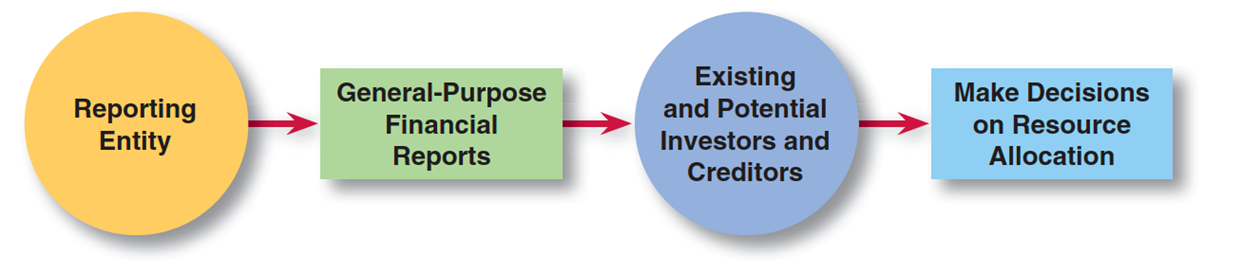 Reporting
Entity
General-Purpose
Financial
Reports
Existing
and Potential
Investors and
Creditors
Make Decisions
on Resource
Allocation